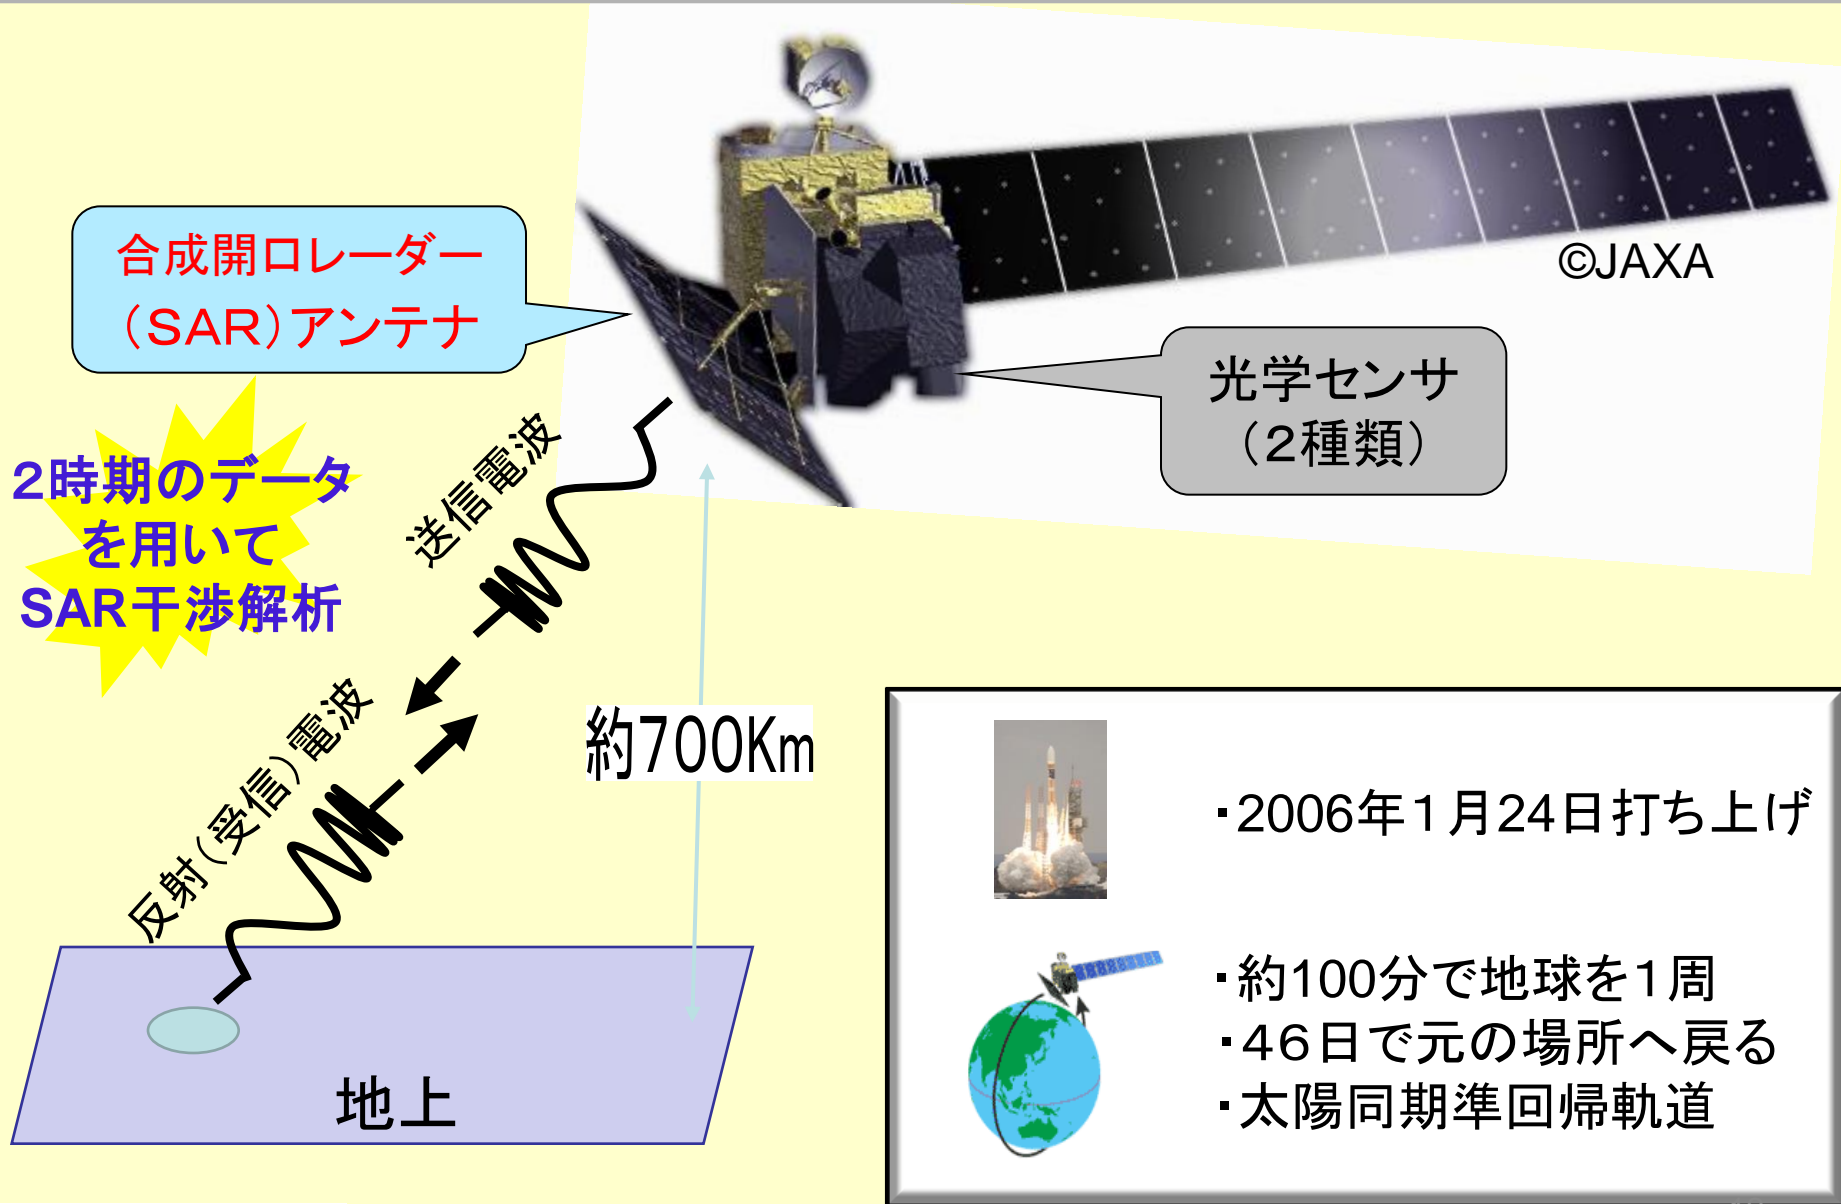 ©JAXA
合成開口レーダー
（ＳＡＲ）アンテナ
光学センサ
（２種類）
2時期のデータ
を用いて
SAR干渉解析
送信電波
反射（受信）電波
約700Km
地上
・2006年１月24日打ち上げ
・約100分で地球を１周
・４６日で元の場所へ戻る
・太陽同期準回帰軌道